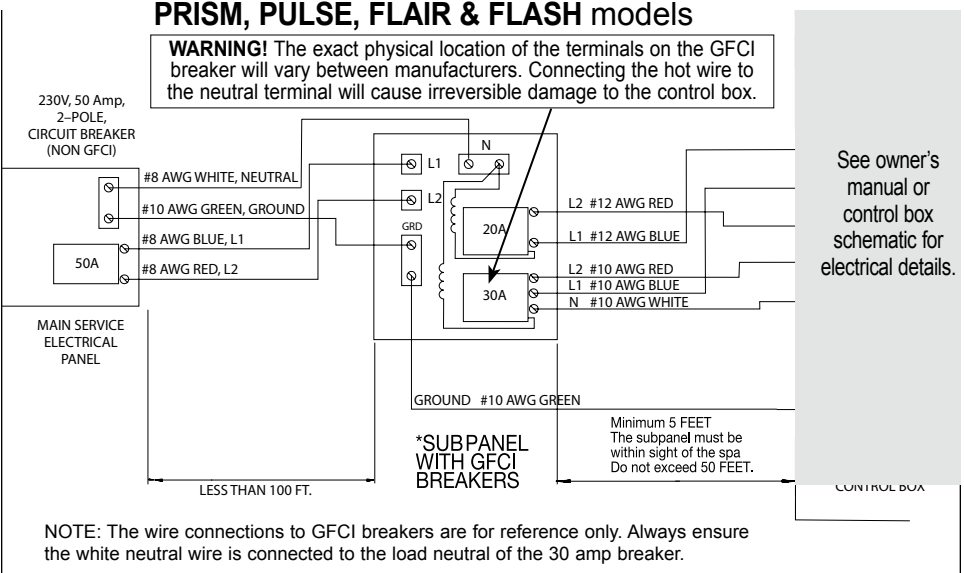 PRISM, PULSE, FLAIR & FLASH models
WARNING! The exact physical location of the terminals on the GFCI
breaker will vary between manufacturers. Connecting the hot wire to
the neutral terminal will cause irreversible damage to the control box.
230V, 50 Amp,
2–POLE,
CIRCUIT BREAKER
(NON GFCI)
#8 AWG WHITE, NEUTRAL
#10 AWG GREEN, GROUND
#8 AWG BLUE, L1
50A
#8 AWG RED, L2
MAIN SERVICE
ELECTRICAL
PANEL
L1
N
L2
GRD
20A
30A
L2 #12 AWG RED
L1 #12 AWG BLUE
L2 #10 AWG RED
L1 #10 AWG BLUE
N #10 AWG WHITE
See owner's
manual or
control box
schematic for
electrical details.
GROUND #10 AWG GREEN
*SUBPANEL
WITH GFCI
BREAKERS
Minimum 5 FEET
The subpanel must be
within sight of the spa
Do not exceed 50 FEET.
LESS THAN 100 FT.
CONTROL BOX
NOTE: The wire connections to GFCI breakers are for reference only. Always ensure
the white neutral wire is connected to the load neutral of the 30 amp breaker.